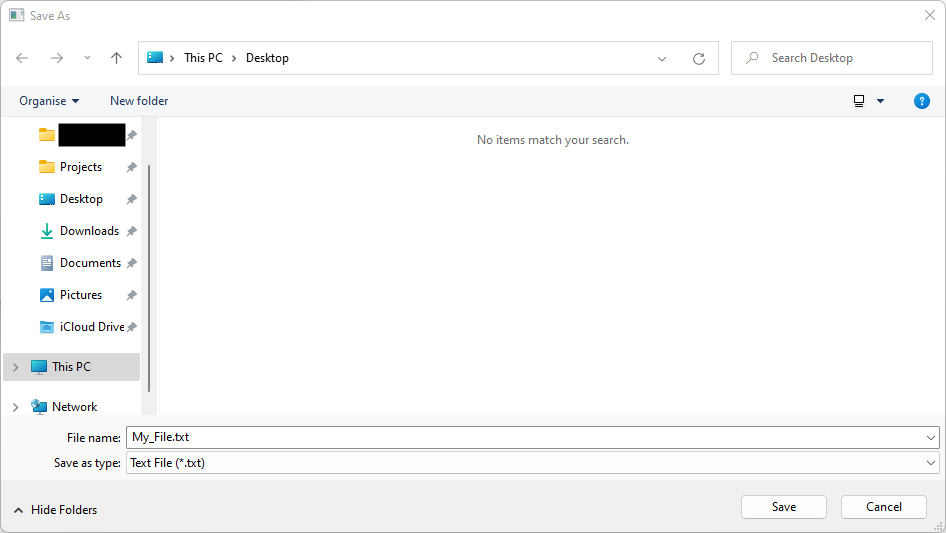 Save As
This PC > Desktop
Search Desktop
Organise
New folder
?
No items match your search.
Projects
Desktop
Downloads
Documents
Pictures
iCloud Drive
This PC
Network
File name: My_File.txt
Save as type: Text File (*.txt)
Hide Folders
Save
Cancel